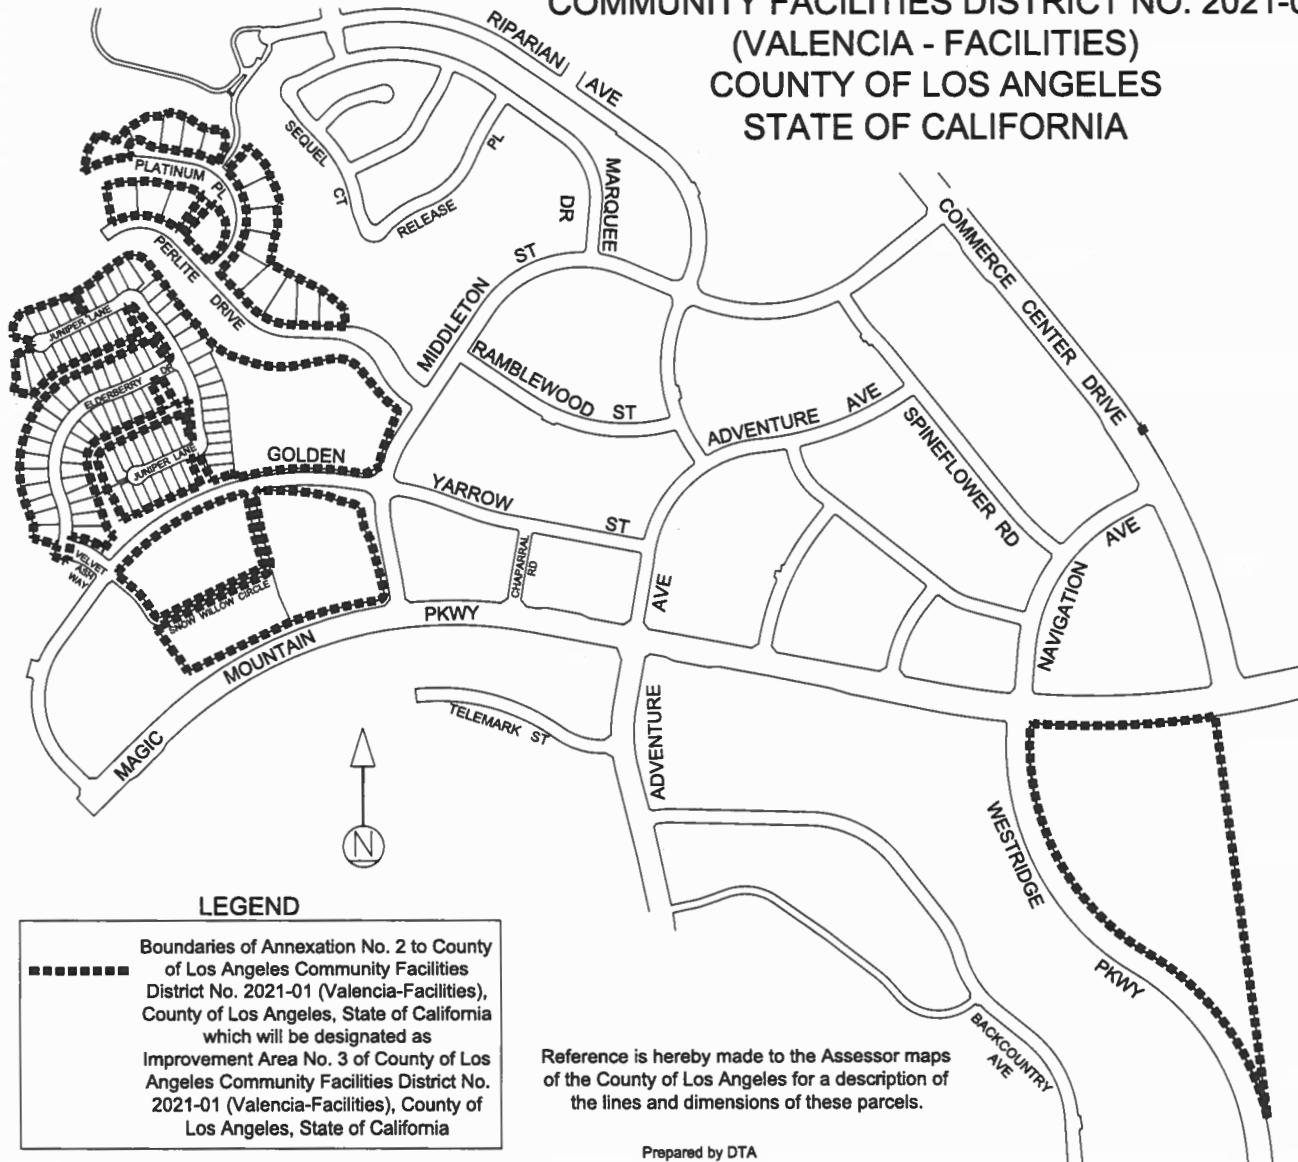 COMMUNITY FACILITIES DISTRICT NO. 2021-0
(VALENCIA - FACILITIES)
COUNTY OF LOS ANGELES
STATE OF CALIFORNIA
RIPARIAN AVE
SEQUEL CT
RELEASE PL
MARQUEE DR
PLATINUM PL
PERLITE DRIVE
MIDDLETON ST
COMMERCE CENTER DRIVE
JUNIPER LANE
RAMBLEWOOD ST
ELDERBERRY DR
ADVENTURE AVE
SPINEFLOWER RD
GOLDEN
JUNIPER LANE
YARROW ST
CHAPARRAL
RD
NAVIGATION AVE
VELVET
ASH
WAY
SNOW WILLOW CIRCLE
MAGIC MOUNTAIN PKWY
ADVENTURE AVE
TELEMARK ST
WESTRIDGE PKWY
BACKCOUNTRY
AVE
N
LEGEND
Boundaries of Annexation No. 2 to County
of Los Angeles Community Facilities
District No. 2021-01 (Valencia-Facilities),
County of Los Angeles, State of California
which will be designated as
Improvement Area No. 3 of County of Los
Angeles Community Facilities District No.
2021-01 (Valencia-Facilities), County of
Los Angeles, State of California
Reference is hereby made to the Assessor maps
of the County of Los Angeles for a description of
the lines and dimensions of these parcels.
Prepared by DTA